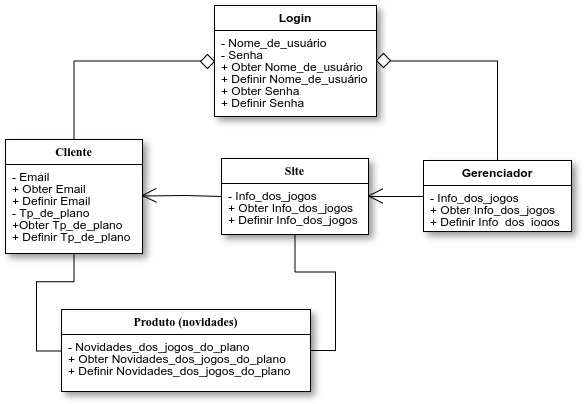 Login
- Nome_de_usuário
- Senha
+ Obter Nome_de_usuário
+ Definir Nome_de_usuário
+ Obter Senha
+ Definir Senha
Cliente
- Email
+ Obter Email
+ Definir Email
- Tp_de_plano
+Obter Tp_de_plano
+ Definir Tp_de_plano
Site
- Info_dos_jogos
+ Obter Info_dos_jogos
+ Definir Info_dos_jogos
Gerenciador
- Info_dos_jogos
+ Obter Info_dos_jogos
+ Definir Info_dos_jogos
Produto (novidades)
- Novidades_dos_jogos_do_plano
+ Obter Novidades_dos_jogos_do_plano
+ Definir Novidades_dos_jogos_do_plano